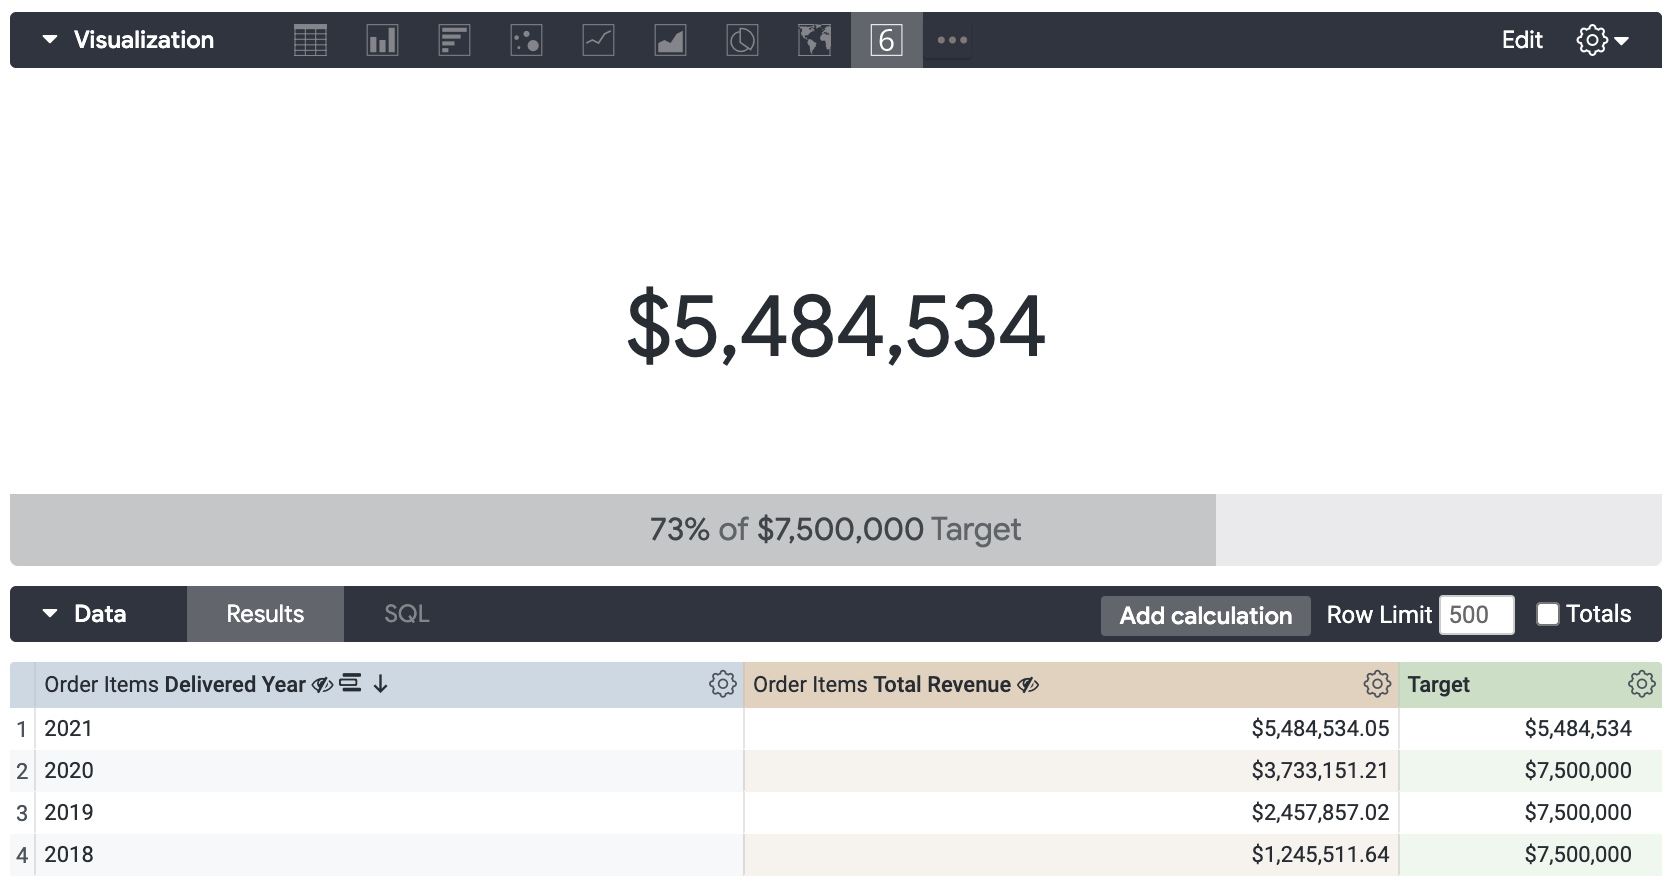 Visualization 6 ••• Edit
$5,484,534
73% of $7,500,000 Target
Data Results SQL Add calculation Row Limit 500 Totals
Order Items Delivered Year Order Items Total Revenue Target
1 2021 $5,484,534.05 $5,484,534
2 2020 $3,733,151.21 $7,500,000
3 2019 $2,457,857.02 $7,500,000
4 2018 $1,245,511.64 $7,500,000